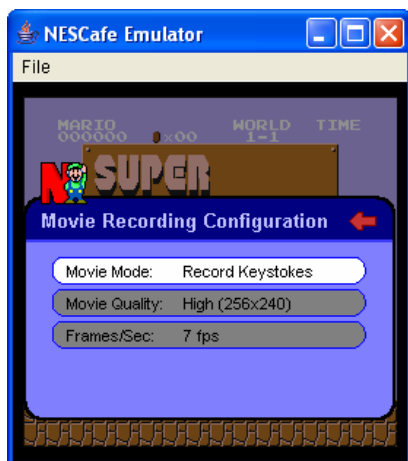 NESCafe Emulator
File
MARIO WORLD TIME
000000 ×00 1-1
SUPER
N
Movie Recording Configuration
Movie Mode: Record Keystokes
Movie Quality: High (256x240)
Frames/Sec: 7 fps